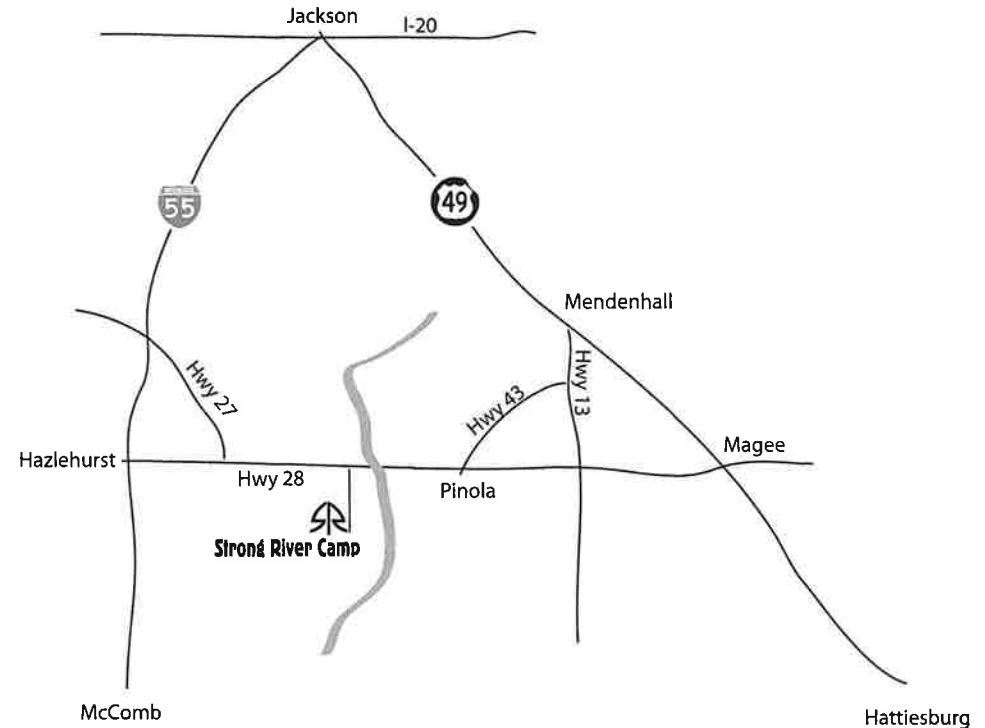 Jackson
I-20
55
49
Mendenhall
Hwy 27
Hwy 43
Hwy 13
Hazlehurst
Hwy 28
Pinola
Magee
SR
Strong River Camp
McComb
Hattiesburg